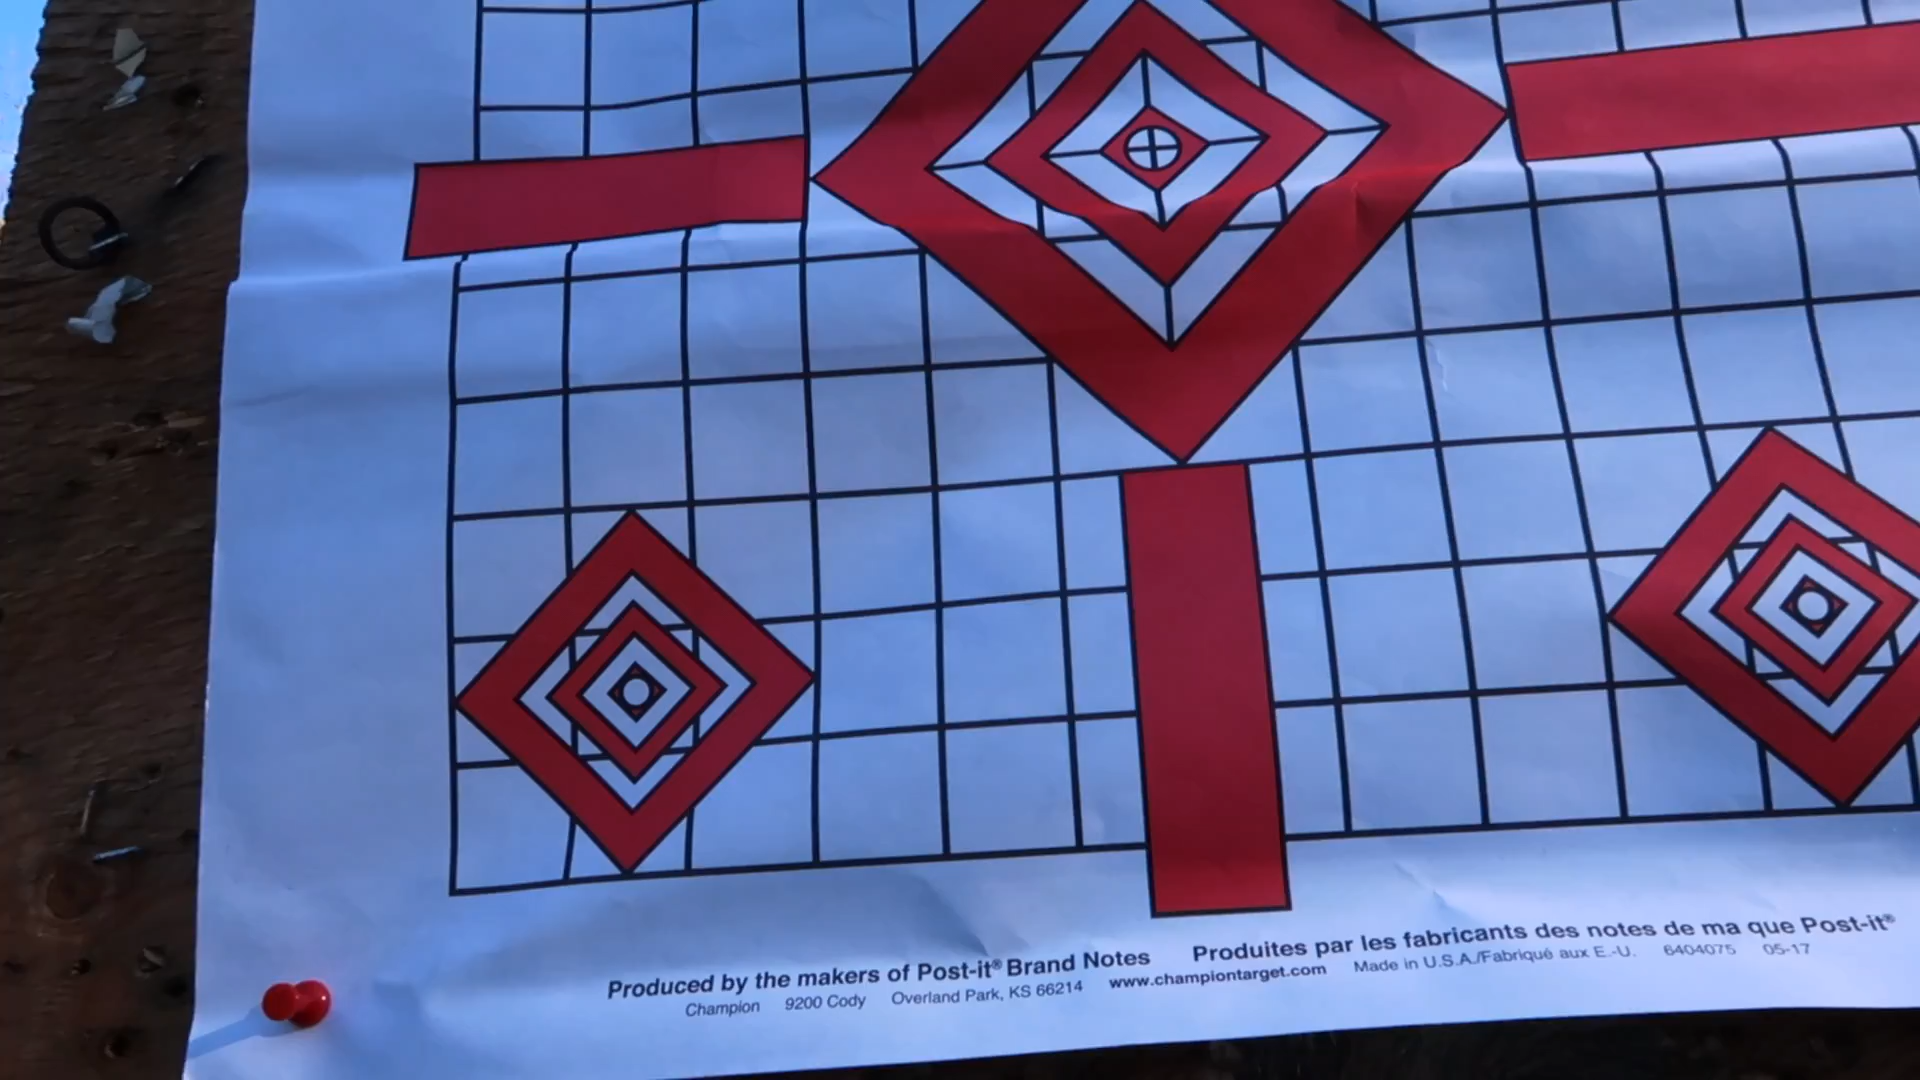 Produced by the makers of Post-it® Brand Notes Produites par les fabricants des notes de ma que Post-it®
Champion 9200 Cody Overland Park, KS 66214 www.championtarget.com Made in U.S.A./Fabriqué aux E.-U. 6404075 05-17